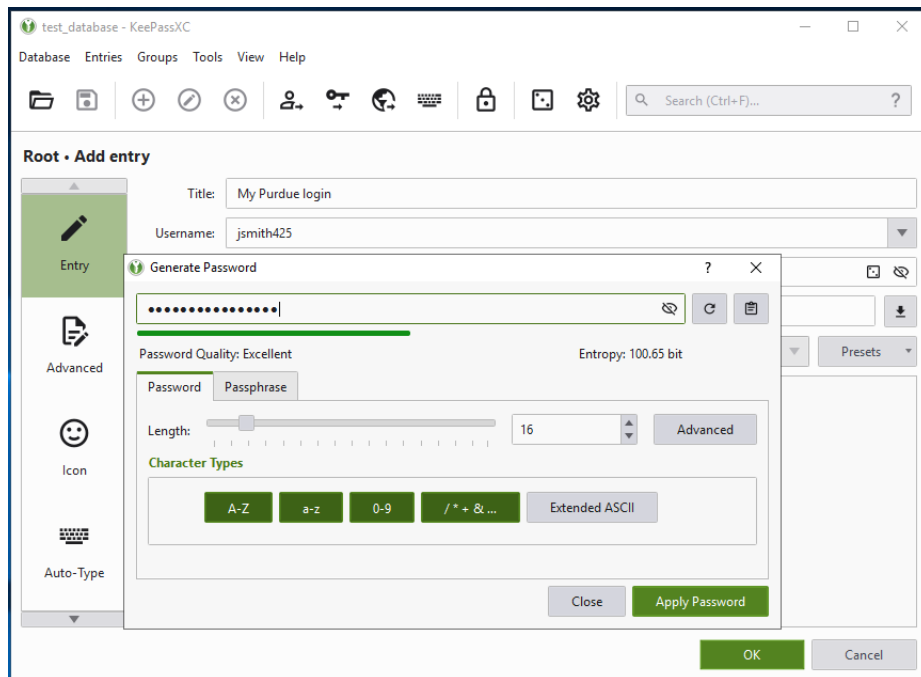 test_database - KeePassXC
Database Entries Groups Tools View Help
Search (Ctrl+F)... ?
Root • Add entry
Title: My Purdue login
Username: jsmith425
Entry
Generate Password ?
••••••••••••••••
Password Quality: Excellent Entropy: 100.65 bit
Presets
Advanced
Password Passphrase
Length: 16 Advanced
Character Types
Icon
A-Z a-z 0-9 / * + & ... Extended ASCII
Auto-Type
Close Apply Password
OK Cancel